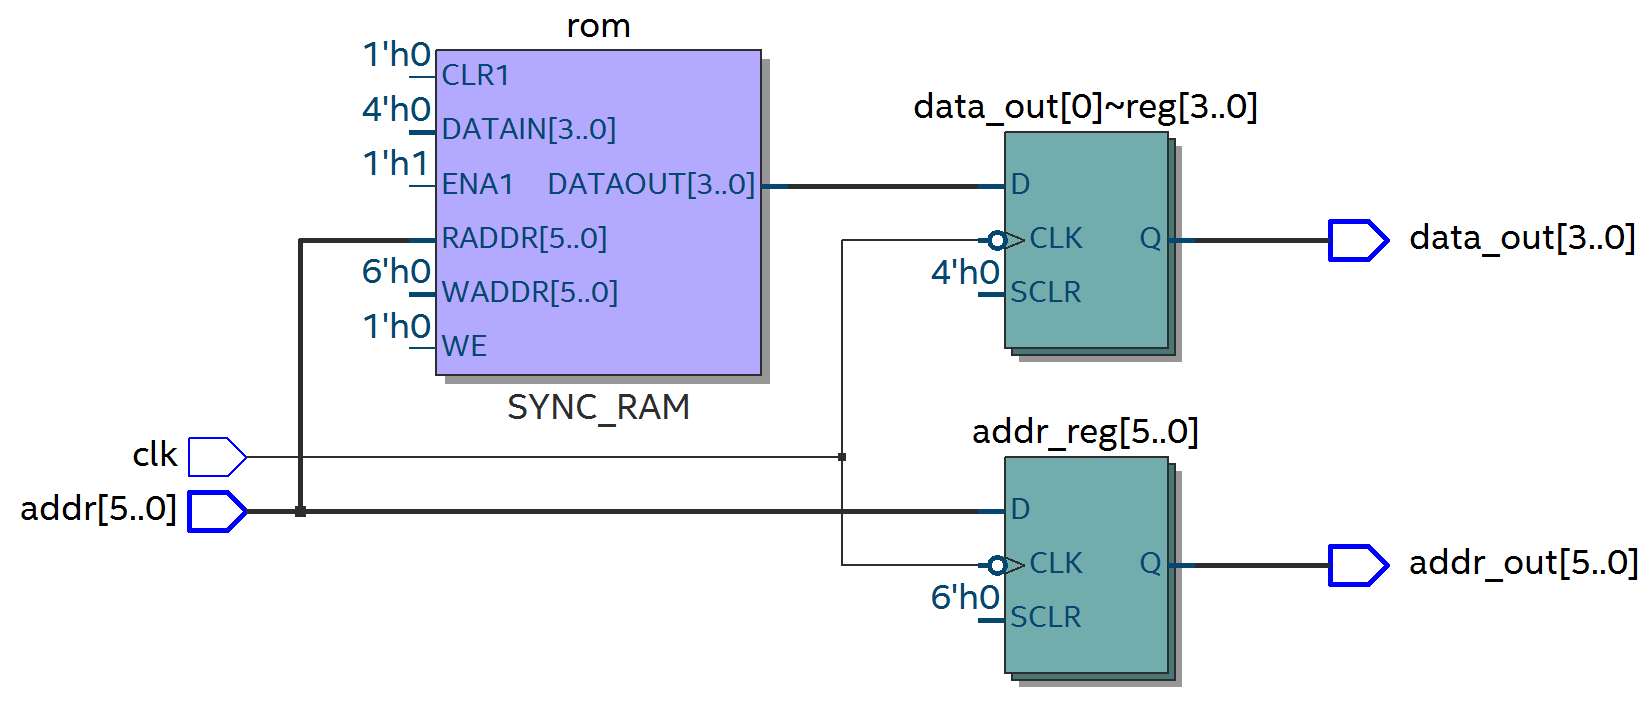 rom
1'h0
CLR1
4'h0
DATAIN[3..0]
1'h1
ENA1 DATAOUT[3..0]
RADDR[5..0]
6'h0
WADDR[5..0]
1'h0
WE
SYNC_RAM
data_out[0]~reg[3..0]
D
CLK Q
4'h0
SCLR
data_out[3..0]
clk
addr[5..0]
addr_reg[5..0]
D
CLK Q
6'h0
SCLR
addr_out[5..0]